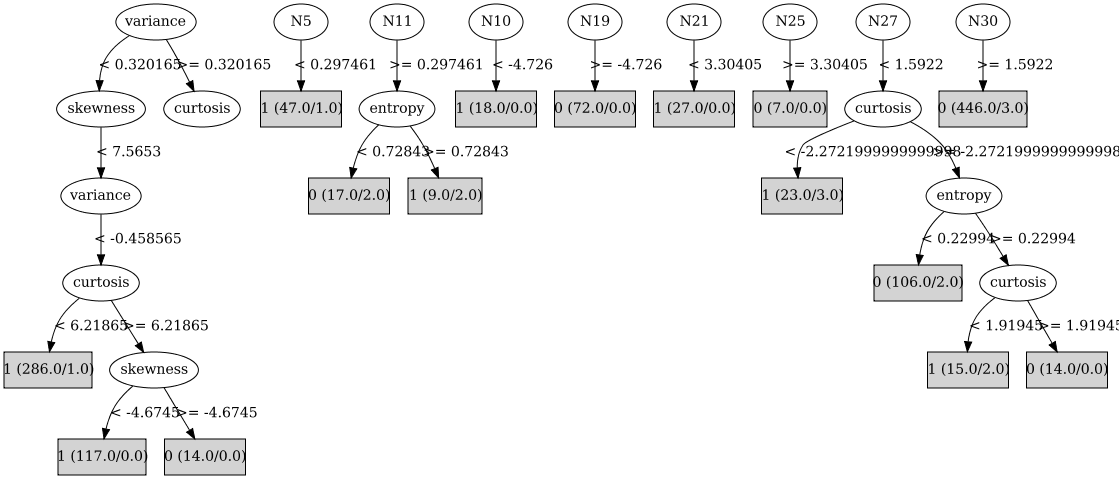 variance N5 N11 N10 N19 N21 N25 N27 N30
< 0.320165 >= 0.320165 < 0.297461 >= 0.297461 < -4.726 >= -4.726 < 3.30405 >= 3.30405 < 1.5922 >= 1.5922
skewness curtosis 1 (47.0/1.0) entropy 1 (18.0/0.0) 0 (72.0/0.0) 1 (27.0/0.0) 0 (7.0/0.0) curtosis 0 (446.0/3.0)
< 7.5653 < 0.72843 >= 0.72843 < -2.2721999999999998 >= -2.2721999999999998
variance 0 (17.0/2.0) 1 (9.0/2.0) 1 (23.0/3.0) entropy
< -0.458565 < 0.22994 >= 0.22994
curtosis 0 (106.0/2.0) curtosis
< 6.21865 >= 6.21865 < 1.91945 >= 1.91945
1 (286.0/1.0) skewness 1 (15.0/2.0) 0 (14.0/0.0)
< -4.6745 >= -4.6745
1 (117.0/0.0) 0 (14.0/0.0)